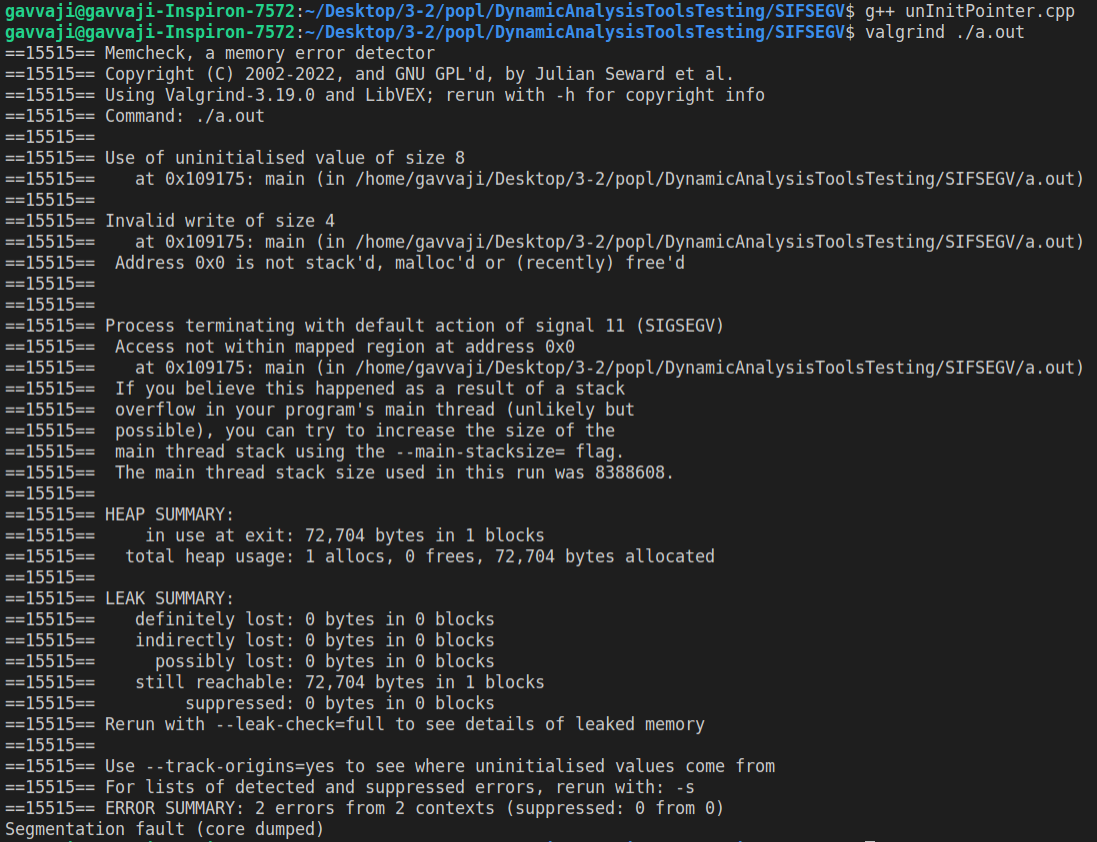 gavvaji@gavvaji-Inspiron-7572:~/Desktop/3-2/popl/DynamicAnalysisToolsTesting/SIFSEGV$ g++ unInitPointer.cpp
gavvaji@gavvaji-Inspiron-7572:~/Desktop/3-2/popl/DynamicAnalysisToolsTesting/SIFSEGV$ valgrind ./a.out
==15515== Memcheck, a memory error detector
==15515== Copyright (C) 2002-2022, and GNU GPL'd, by Julian Seward et al.
==15515== Using Valgrind-3.19.0 and LibVEX; rerun with -h for copyright info
==15515== Command: ./a.out
==15515==
==15515== Use of uninitialised value of size 8
==15515==    at 0x109175: main (in /home/gavvaji/Desktop/3-2/popl/DynamicAnalysisToolsTesting/SIFSEGV/a.out)
==15515==
==15515== Invalid write of size 4
==15515==    at 0x109175: main (in /home/gavvaji/Desktop/3-2/popl/DynamicAnalysisToolsTesting/SIFSEGV/a.out)
==15515==  Address 0x0 is not stack'd, malloc'd or (recently) free'd
==15515==
==15515==
==15515== Process terminating with default action of signal 11 (SIGSEGV)
==15515==  Access not within mapped region at address 0x0
==15515==    at 0x109175: main (in /home/gavvaji/Desktop/3-2/popl/DynamicAnalysisToolsTesting/SIFSEGV/a.out)
==15515==  If you believe this happened as a result of a stack
==15515==  overflow in your program's main thread (unlikely but
==15515==  possible), you can try to increase the size of the
==15515==  main thread stack using the --main-stacksize= flag.
==15515==  The main thread stack size used in this run was 8388608.
==15515==
==15515== HEAP SUMMARY:
==15515==     in use at exit: 72,704 bytes in 1 blocks
==15515==   total heap usage: 1 allocs, 0 frees, 72,704 bytes allocated
==15515==
==15515== LEAK SUMMARY:
==15515==    definitely lost: 0 bytes in 0 blocks
==15515==    indirectly lost: 0 bytes in 0 blocks
==15515==      possibly lost: 0 bytes in 0 blocks
==15515==    still reachable: 72,704 bytes in 1 blocks
==15515==         suppressed: 0 bytes in 0 blocks
==15515== Rerun with --leak-check=full to see details of leaked memory
==15515==
==15515== Use --track-origins=yes to see where uninitialised values come from
==15515== For lists of detected and suppressed errors, rerun with: -s
==15515== ERROR SUMMARY: 2 errors from 2 contexts (suppressed: 0 from 0)
Segmentation fault (core dumped)